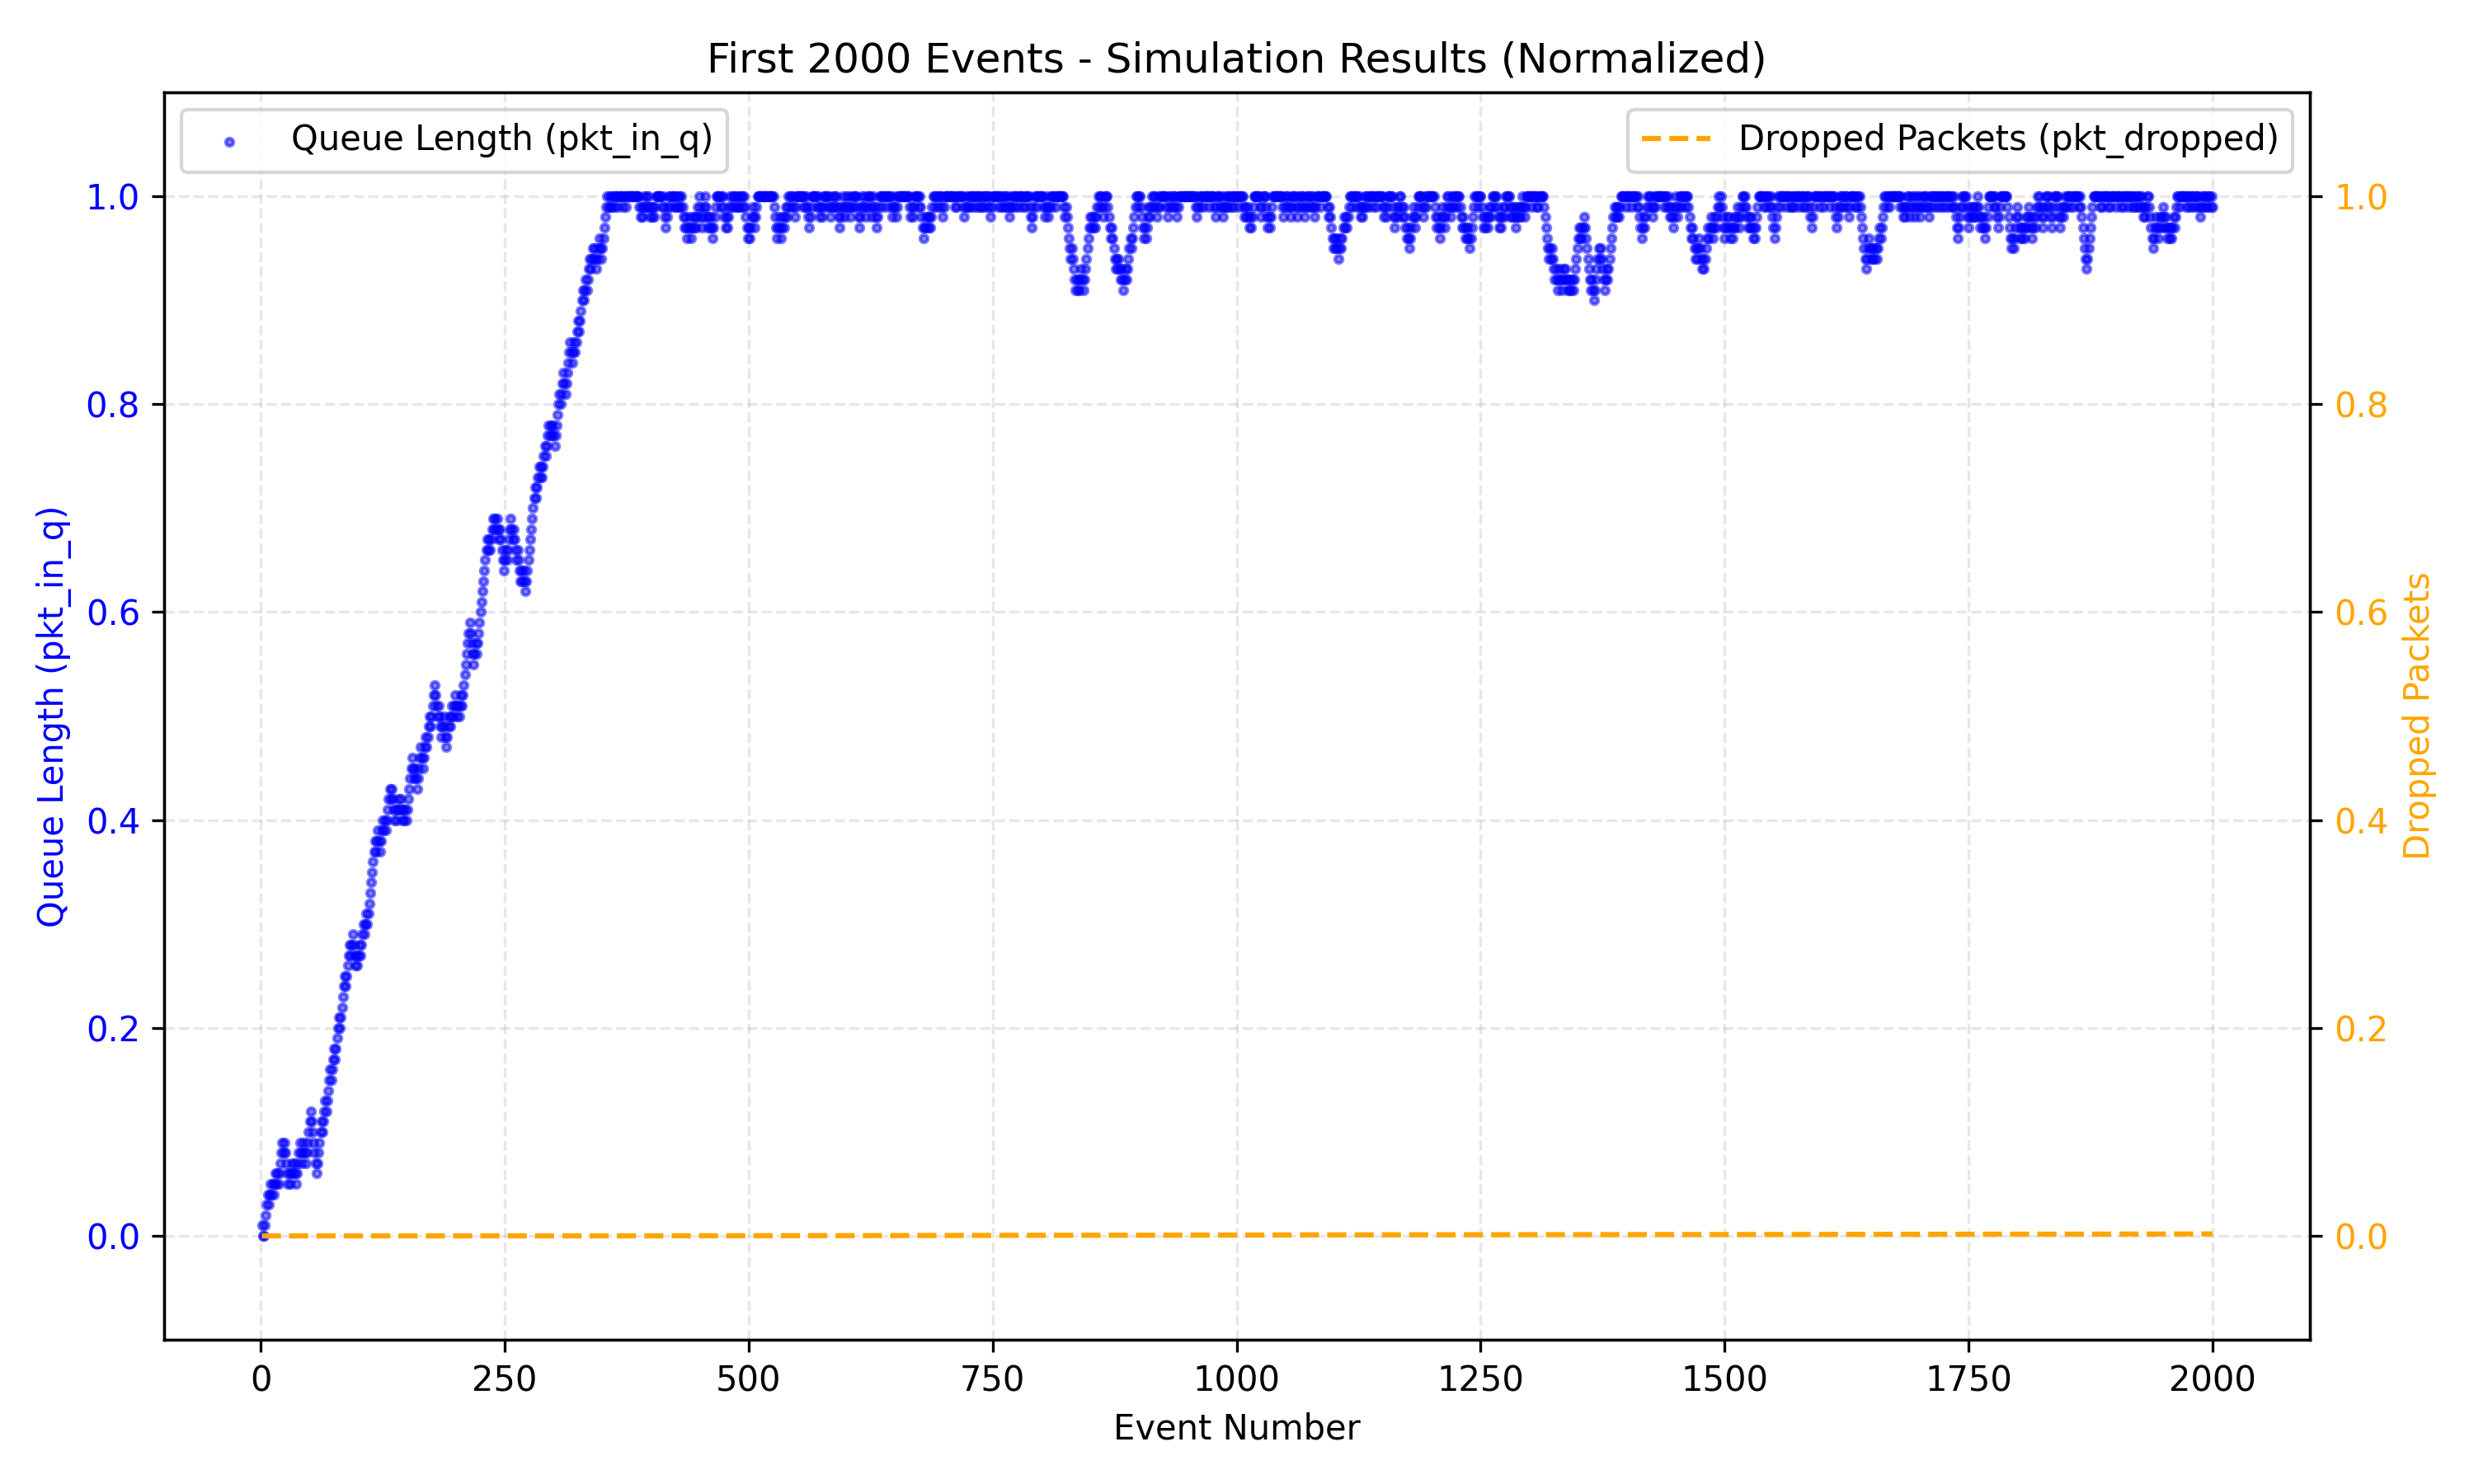 First 2000 Events - Simulation Results (Normalized)
Queue Length (pkt_in_q)
Dropped Packets (pkt_dropped)
1.0
0.8
0.6
0.4
0.2
0.0
Queue Length (pkt_in_q)
1.0
0.8
0.6
0.4
0.2
0.0
Dropped Packets
0 250 500 750 1000 1250 1500 1750 2000
Event Number